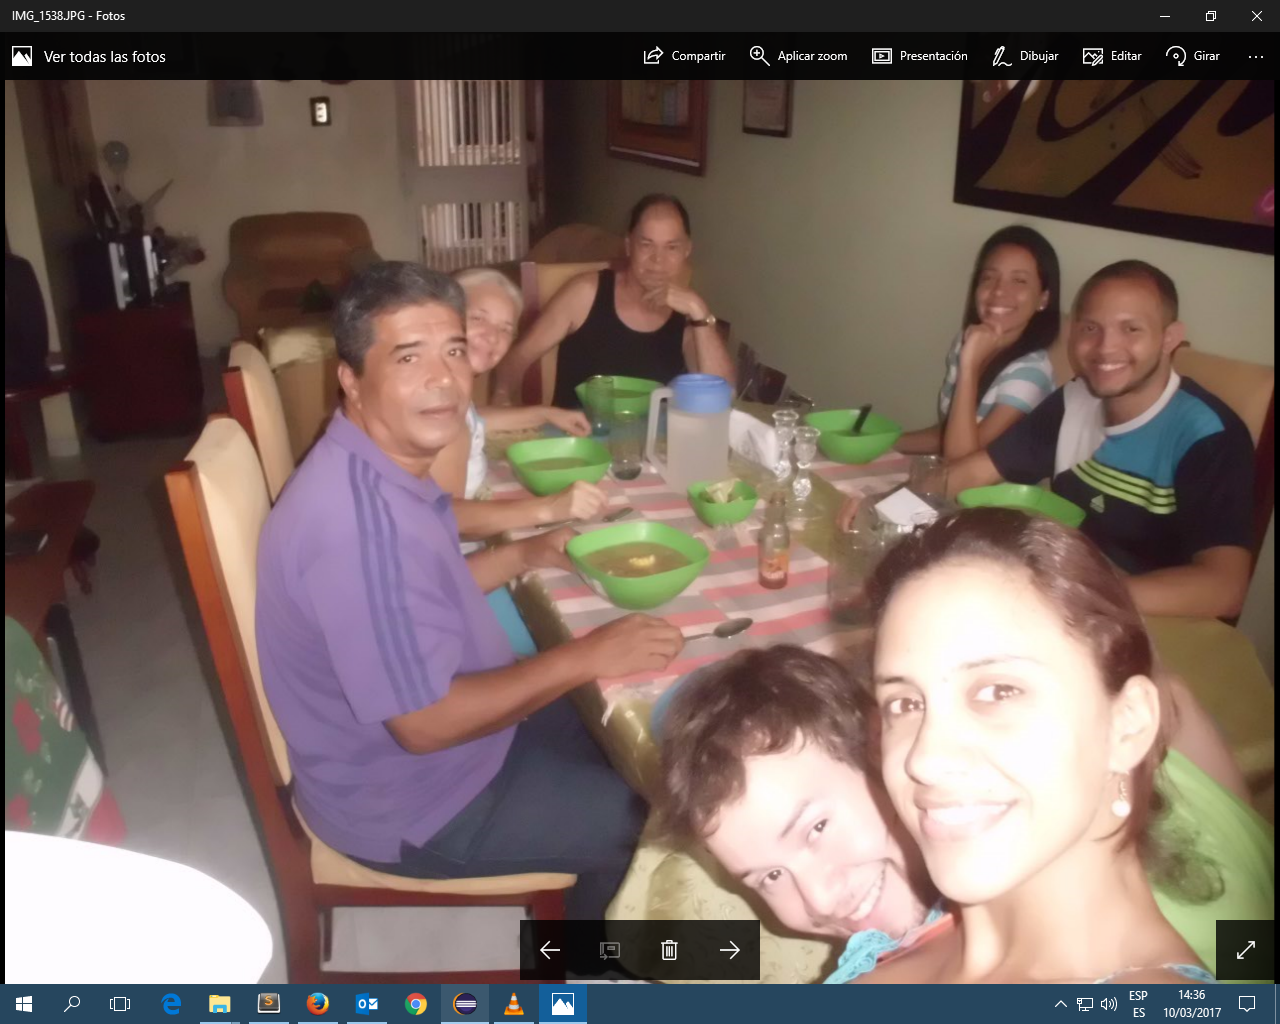 IMG_1538.JPG - Fotos
Ver todas las fotos
Compartir
Aplicar zoom
Presentación
Dibujar
Editar
Girar
ESP
ES
14:36
10/03/2017